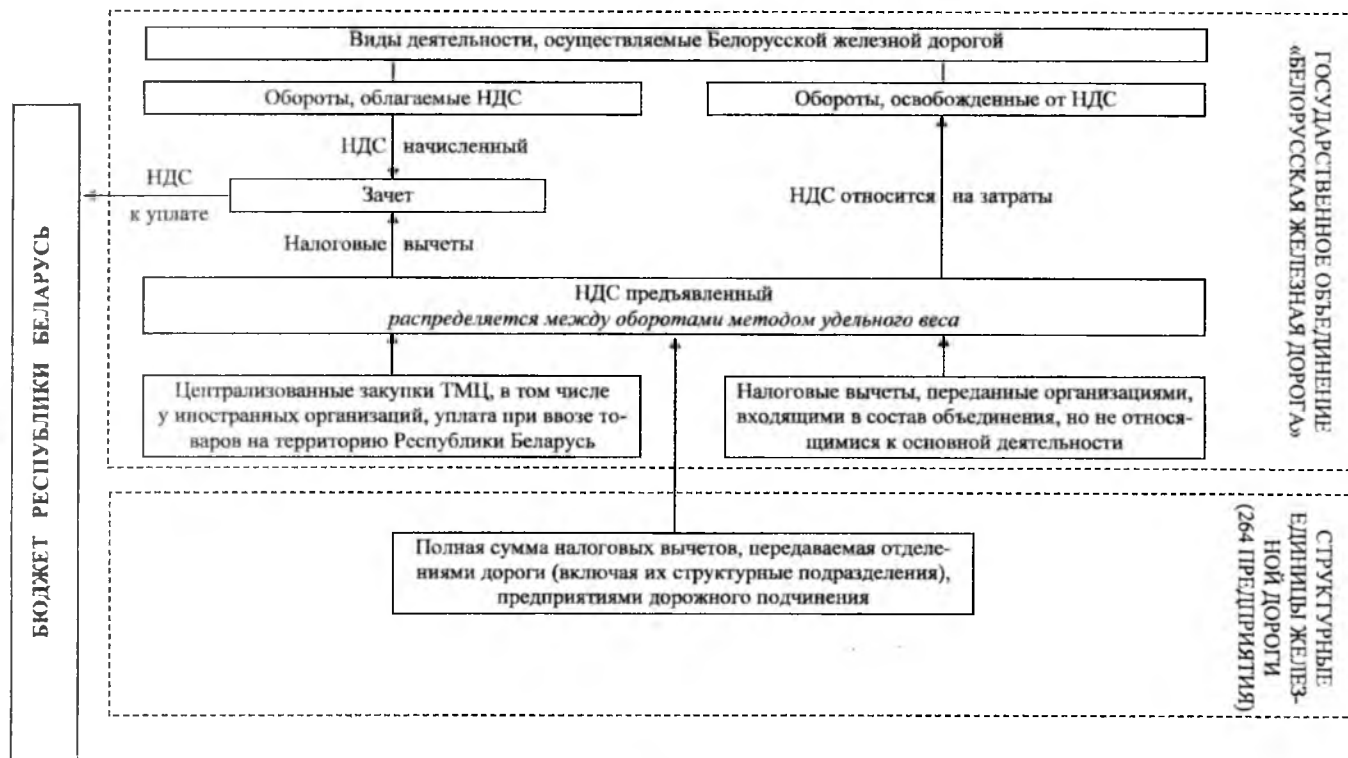 Виды деятельности, осуществляемые Белорусской железной дорогой
Обороты, облагаемые НДС
Обороты, освобожденные от НДС
НДС начисленный
НДС
к уплате
Зачет
НДС относится на затраты
Налоговые вычеты
НДС предъявленный
распределяется между оборотами методом удельного веса
Централизованные закупки ТМЦ, в том числе
у иностранных организаций, уплата при ввозе то-
варов на территорию Республики Беларусь
Налоговые вычеты, переданные организациями,
входящими в состав объединения, но не относя-
щимися к основной деятельности
Полная сумма налоговых вычетов, передаваемая отделе-
ниями дороги (включая их структурные подразделения),
предприятиями дорожного подчинения
БЮДЖЕТ РЕСПУБЛИКИ БЕЛАРУСЬ
ГОСУДАРСТВЕННОЕ ОБЪЕДИНЕНИЕ
«БЕЛОРУССКАЯ ЖЕЛЕЗНАЯ ДОРОГА»
СТРУКТУРНЫЕ
ЕДИНИЦЫ ЖЕЛЕЗ-
НОЙ ДОРОГИ
(264 ПРЕДПРИЯТИЯ)